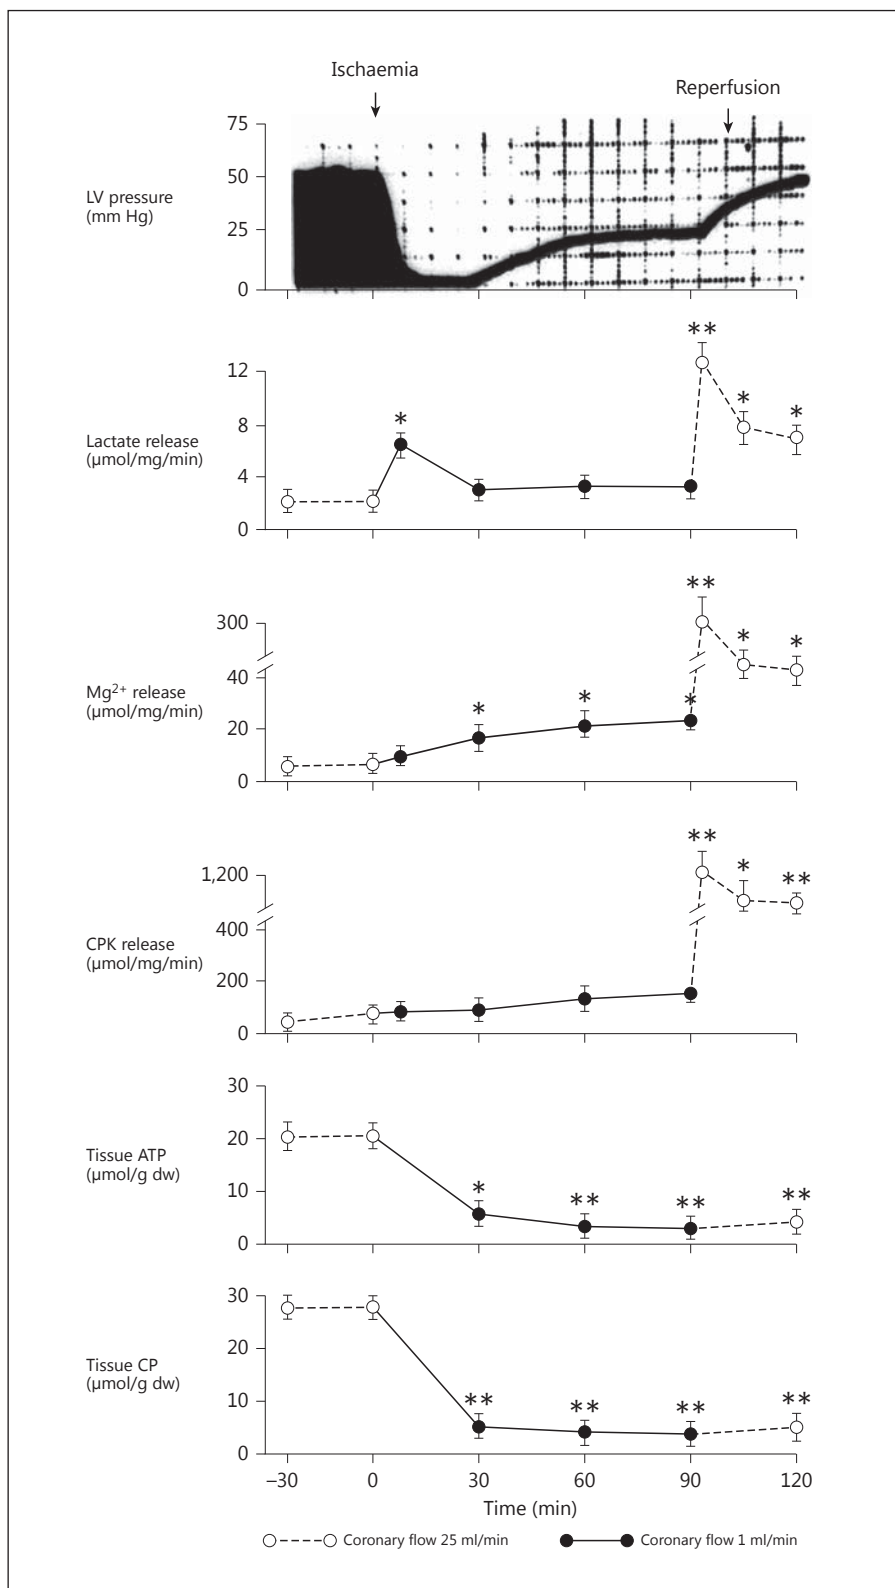 Ischaemia
Reperfusion
75
50
25
0
LV pressure
(mm Hg)
**
12
8
4
0
*
*
*
Lactate release
(µmol/mg/min)
**
300
40
20
0
*
*
*
*
*
Mg2+ release
(µmol/mg/min)
**
1,200
400
200
0
*
**
CPK release
(µmol/mg/min)
30
20
10
0
*
**
**
**
Tissue ATP
(µmol/g dw)
30
20
10
0
**
**
**
**
Tissue CP
(µmol/g dw)
–30 0 30 60 90 120
Time (min)
Coronary flow 25 ml/min Coronary flow 1 ml/min